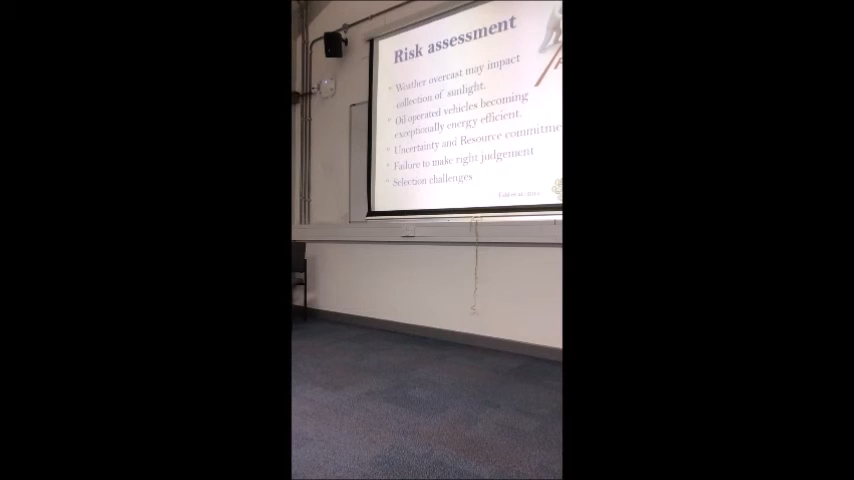 Risk assessment
Weather overcast may impact
collection of sunlight.
Oil operated vehicles becoming
exceptionally energy efficient.
Uncertainty and Resource commitme
Failure to make right judgement
Selection challenges